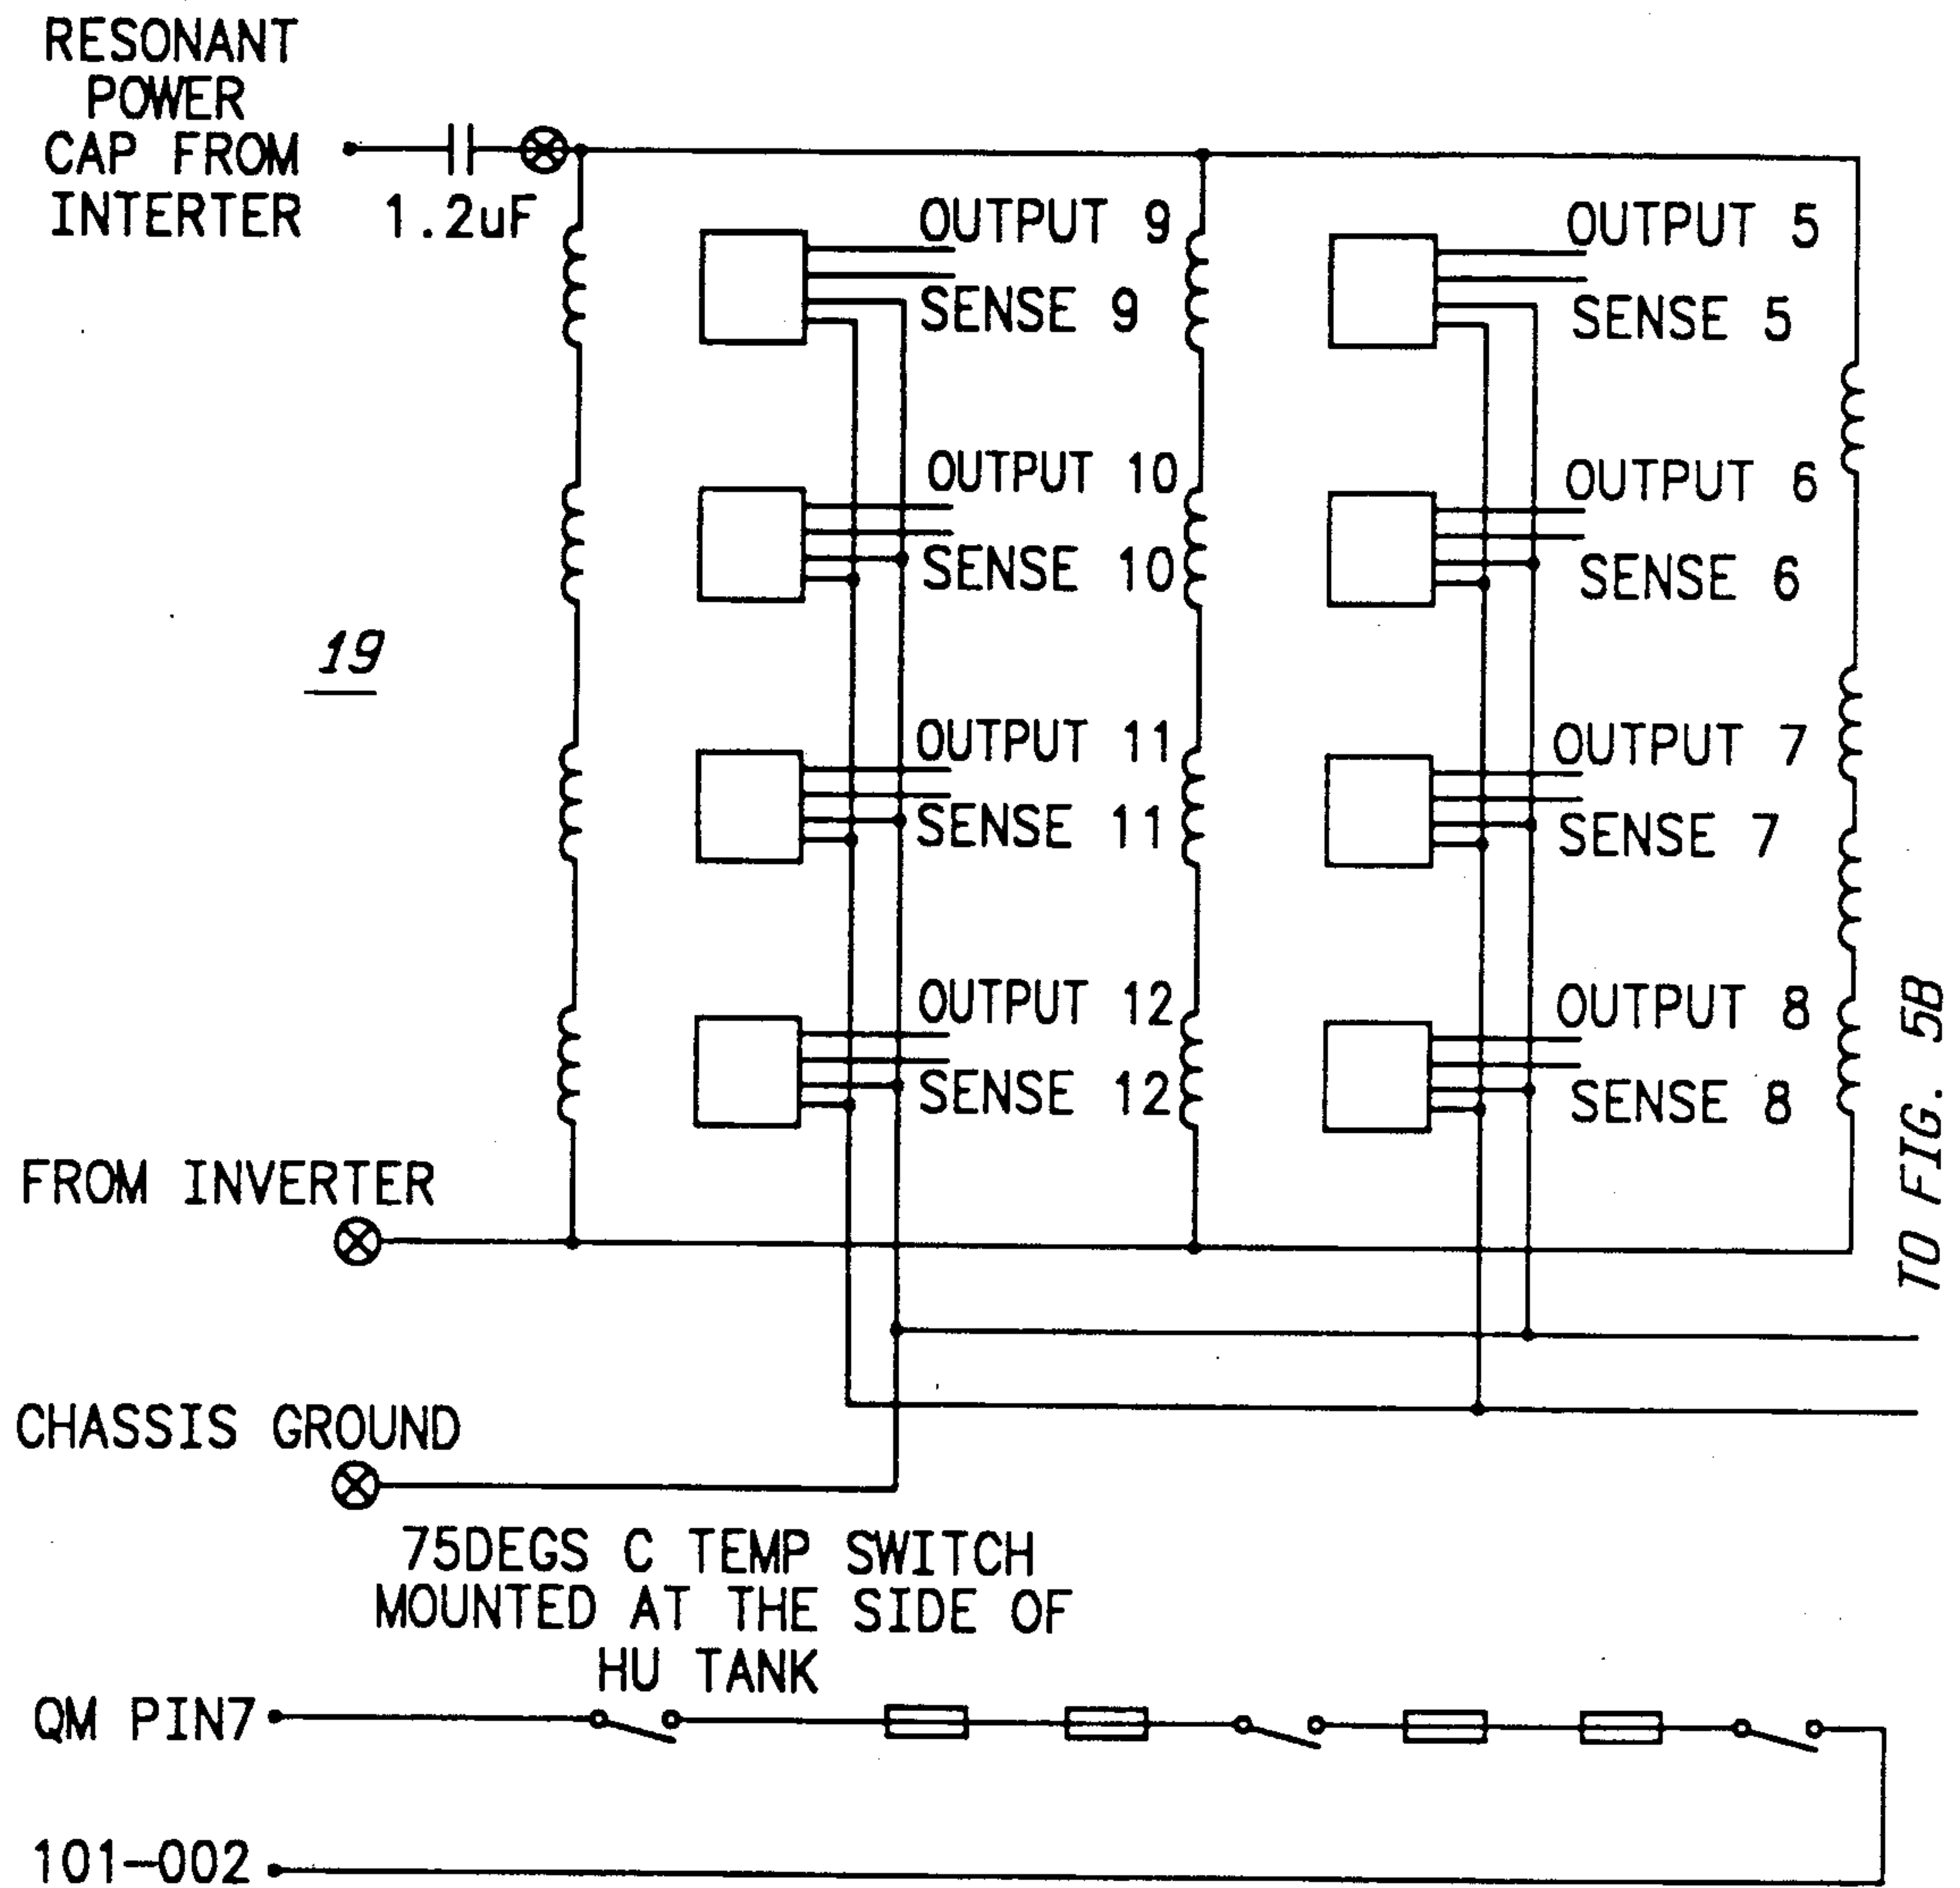 RESONANT
POWER
CAP FROM
INTERTER
1.2uF
OUTPUT 9
SENSE 9
OUTPUT 5
SENSE 5
OUTPUT 10
SENSE 10
OUTPUT 6
SENSE 6
19
OUTPUT 11
SENSE 11
OUTPUT 7
SENSE 7
OUTPUT 12
SENSE 12
OUTPUT 8
SENSE 8
TO FIG. 5B
FROM INVERTER
CHASSIS GROUND
75DEGS C TEMP SWITCH
MOUNTED AT THE SIDE OF
HU TANK
QM PIN7
101-002